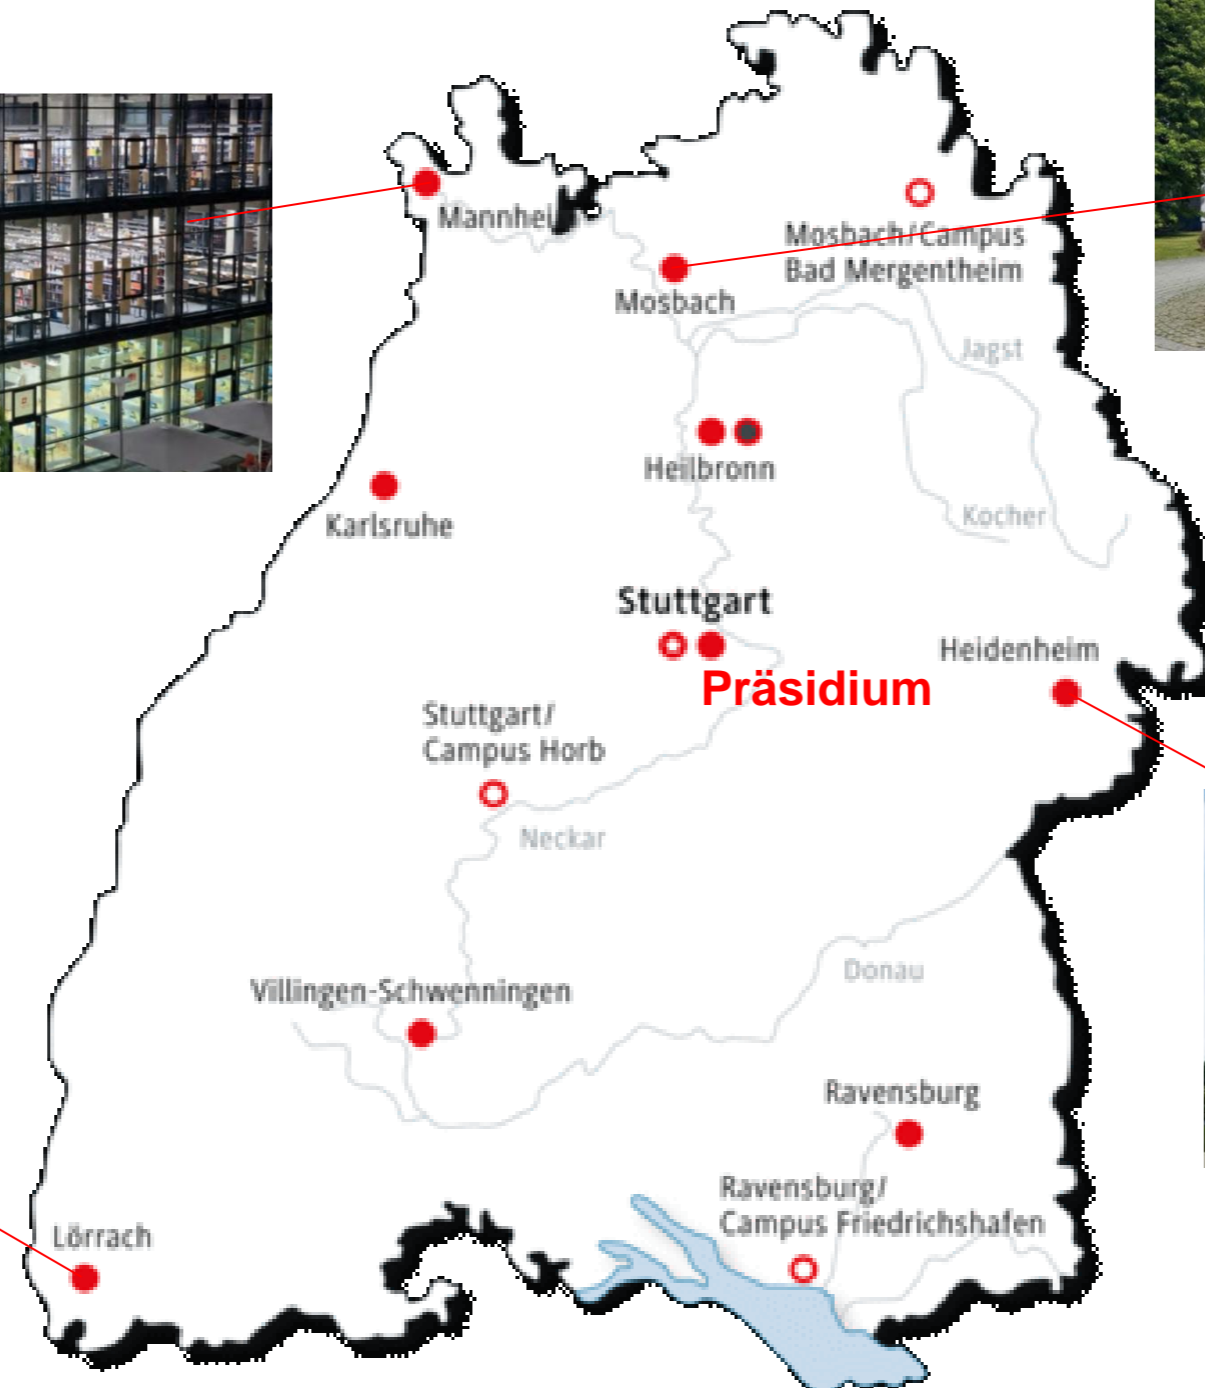 Mannheim
Mosbach/Campus
Bad Mergentheim
Mosbach
Jagst
Heilbronn
Kocher
Karlsruhe
Stuttgart
Präsidium
Heidenheim
Stuttgart/
Campus Horb
Neckar
Donau
Villingen-Schwenningen
Ravensburg
Ravensburg/
Campus Friedrichshafen
Lörrach